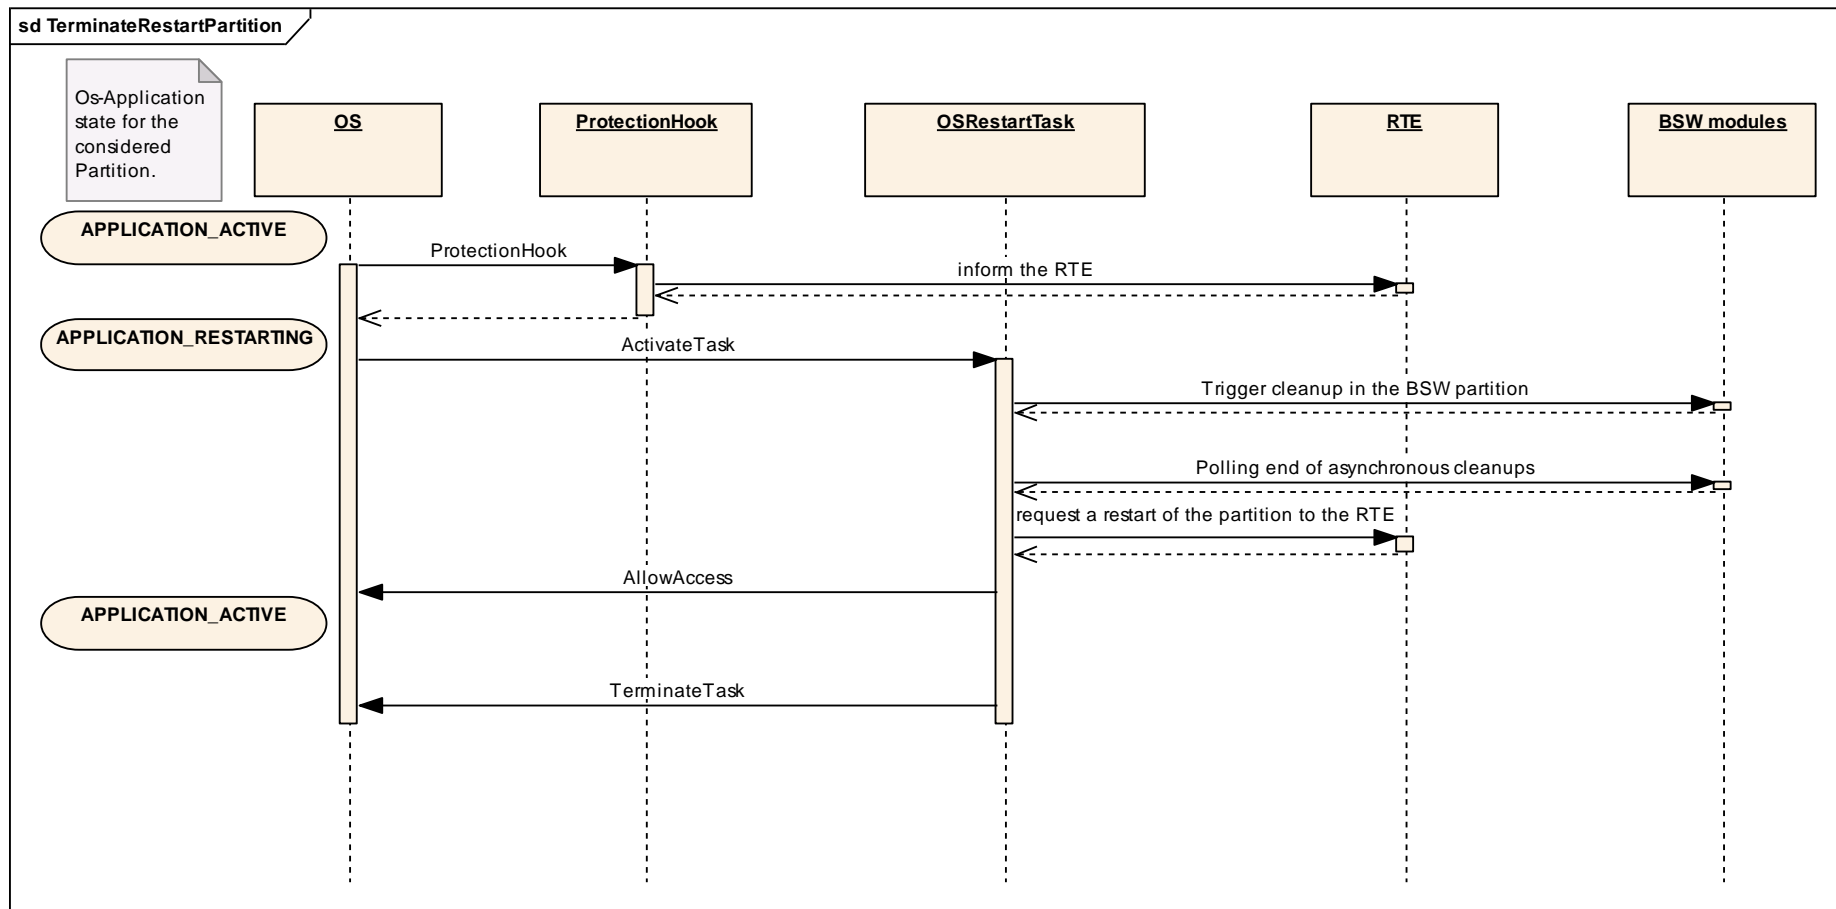 sd TerminateRestartPartition
Os-Application
state for the
considered
Partition.
OS
ProtectionHook
OSRestartTask
RTE
BSW modules
APPLICATION_ACTIVE
ProtectionHook
inform the RTE
APPLICATION_RESTARTING
ActivateTask
Trigger cleanup in the BSW partition
Polling end of asynchronous cleanups
request a restart of the partition to the RTE
AllowAccess
APPLICATION_ACTIVE
TerminateTask